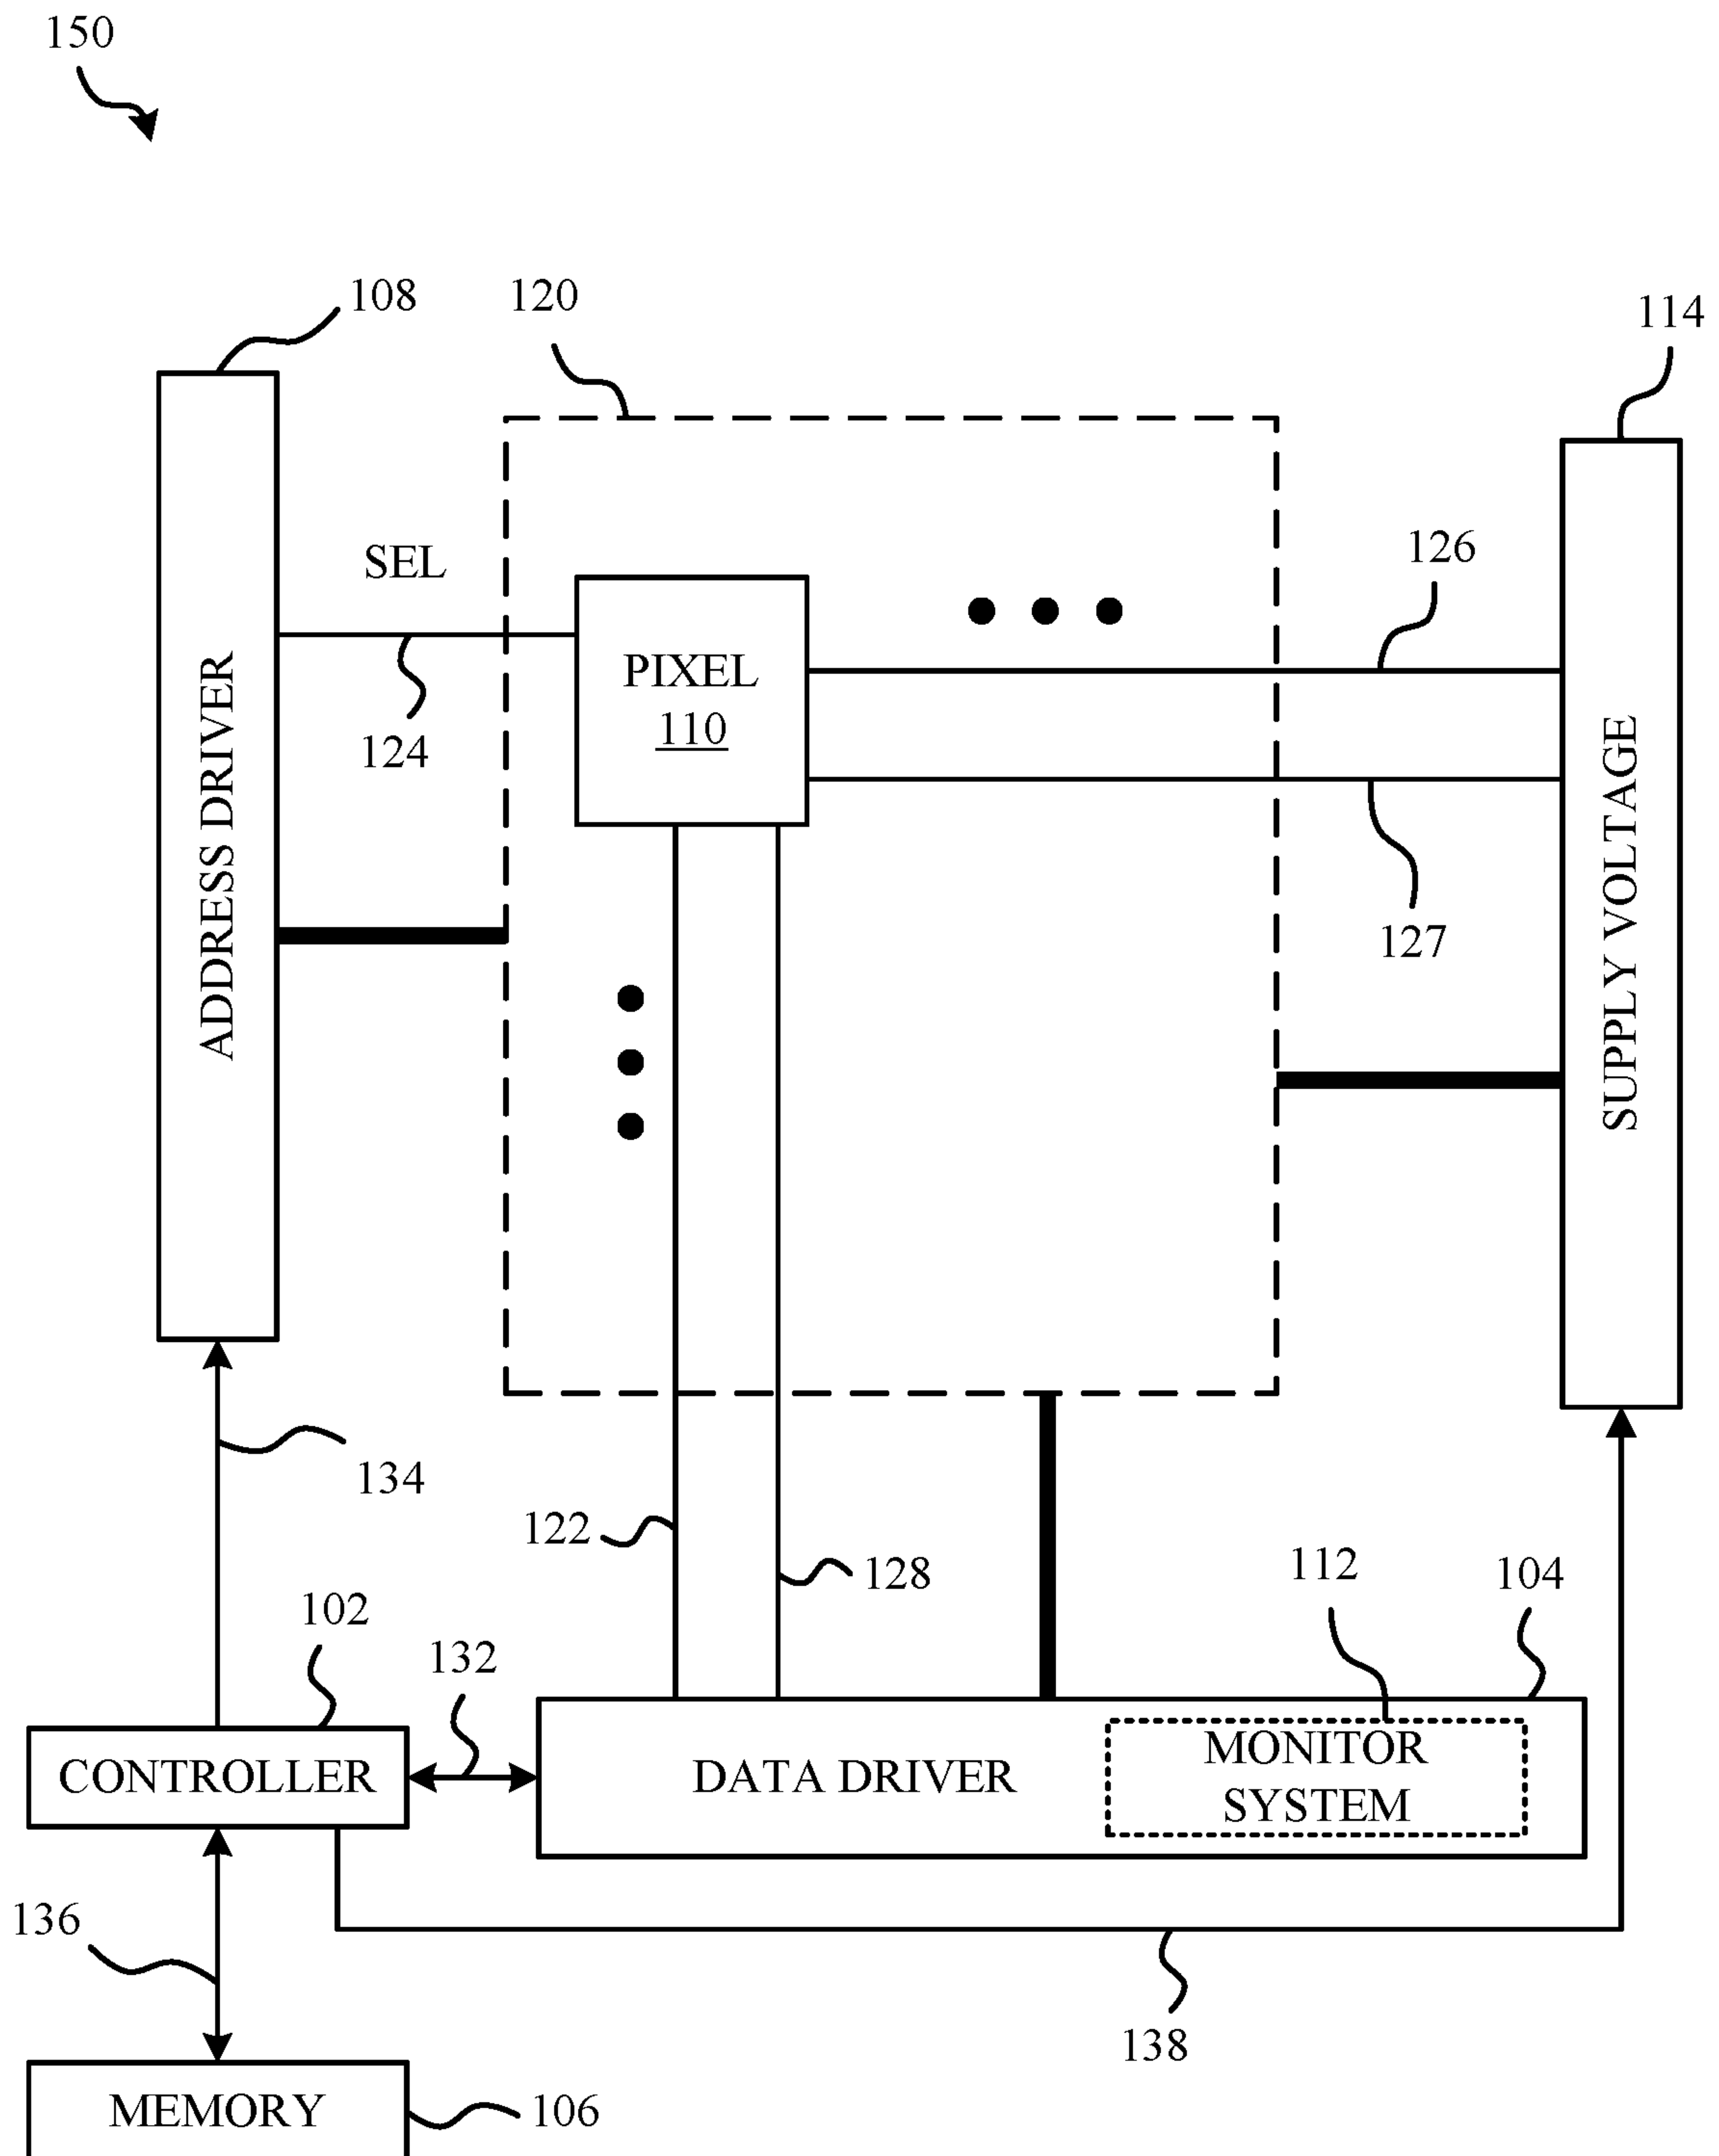 150
108
120
114
SEL
126
PIXEL
110
124
ADDRESS DRIVER
SUPPLY VOLTAGE
127
134
122
128
112
104
102
132
CONTROLLER
DATA DRIVER
MONITOR
SYSTEM
136
138
MEMORY
106